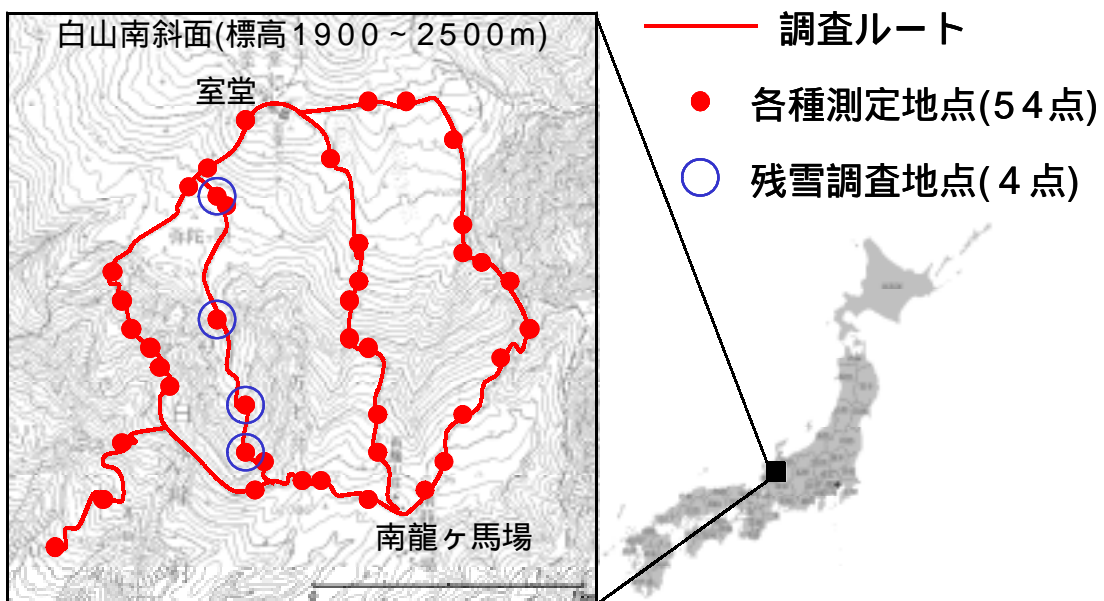 白山南斜面(標高1900~2500m)
室堂
南龍ヶ馬場
調査ルート
各種測定地点(54点)
残雪調査地点(4点)